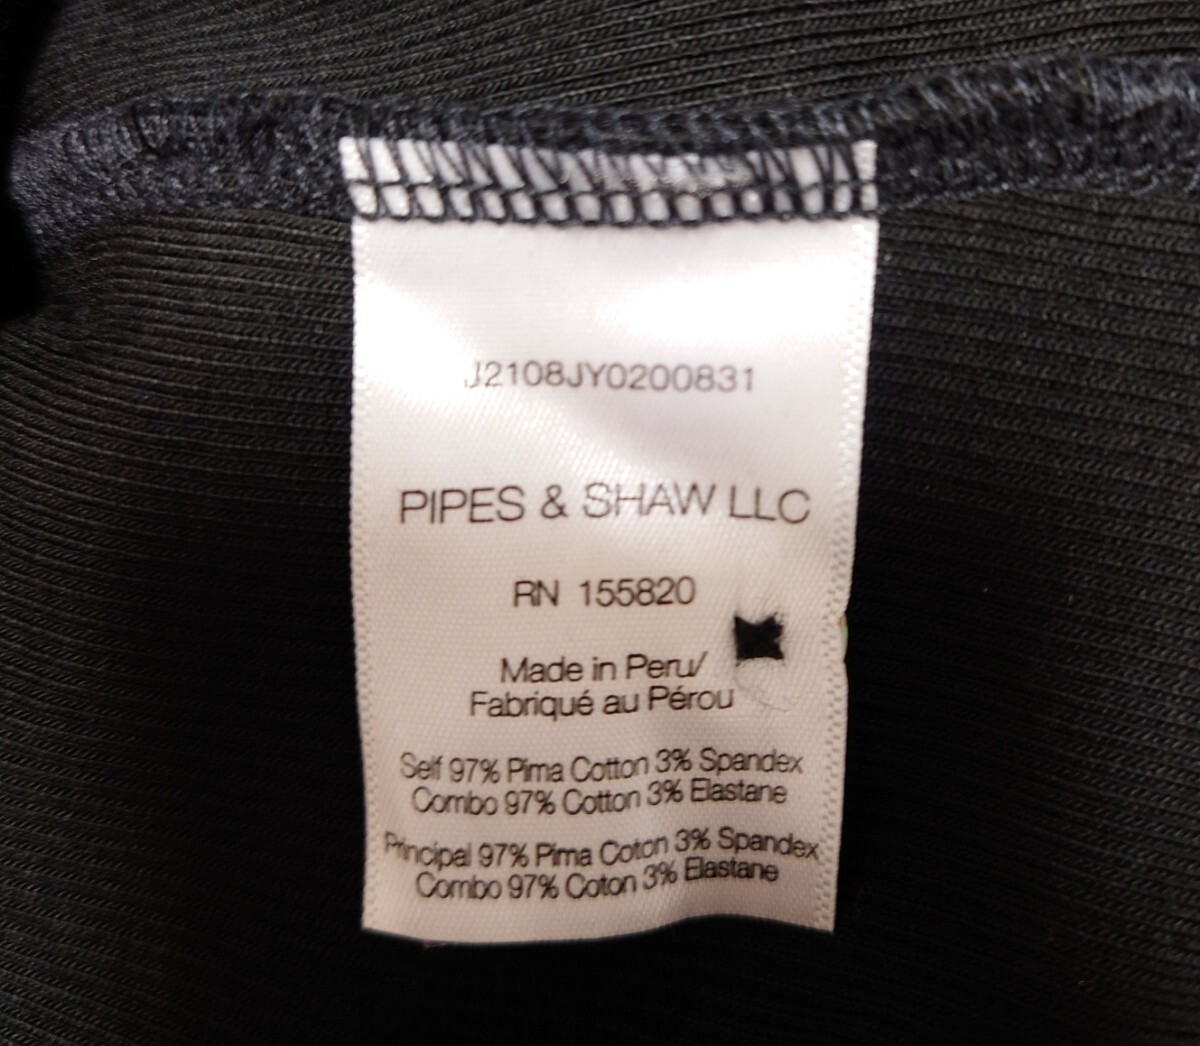 J2108JY0200831
PIPES & SHAW LLC
RN 155820
Made in Peru/
Fabriqué au Pérou
Self 97% Pima Cotton 3% Spandex
Combo 97% Cotton 3% Elastane
Principal 97% Pima Coton 3% Spandex
Combo 97% Coton 3% Elastane